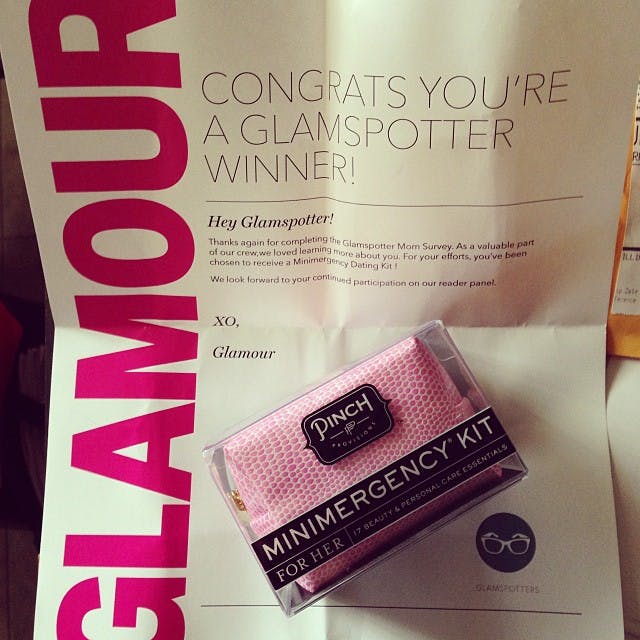 GLAMOUR
CONGRATS YOU'RE
A GLAMSPOTTER
WINNER!
Hey Glamspotter!
Thanks again for completing the Glamspotter Mom Survey. As a valuable part
of our crew,we loved learning more about you. For your efforts, you've been
chosen to receive a Minimergency Dating Kit !
We look forward to your continued participation on our reader panel.
XO,
Glamour
PINCH
PROVISIONS
MINIMERGENCY® KIT
FOR HER 17 BEAUTY & PERSONAL CARE ESSENTIALS
GLAMSPOTTERS